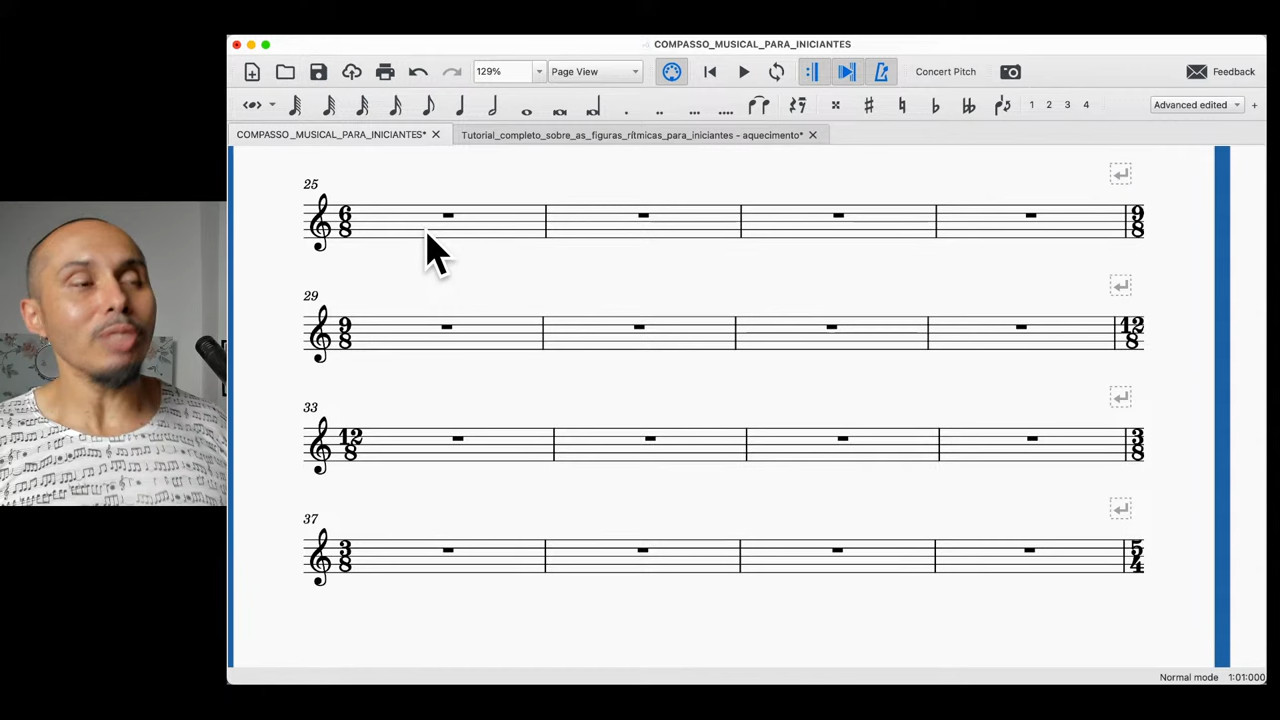 COMPASSO_MUSICAL_PARA_INICIANTES
129% Page View Concert Pitch Feedback
1 2 3 4 Advanced edited +
COMPASSO_MUSICAL_PARA_INICIANTES* Tutorial_completo_sobre_as_figuras_rítmicas_para_iniciantes - aquecimento*
25
6 9
8 8
29
9 12
8 8
33
12 3
8 8
37
3 5
8 4
Normal mode 1:01:000